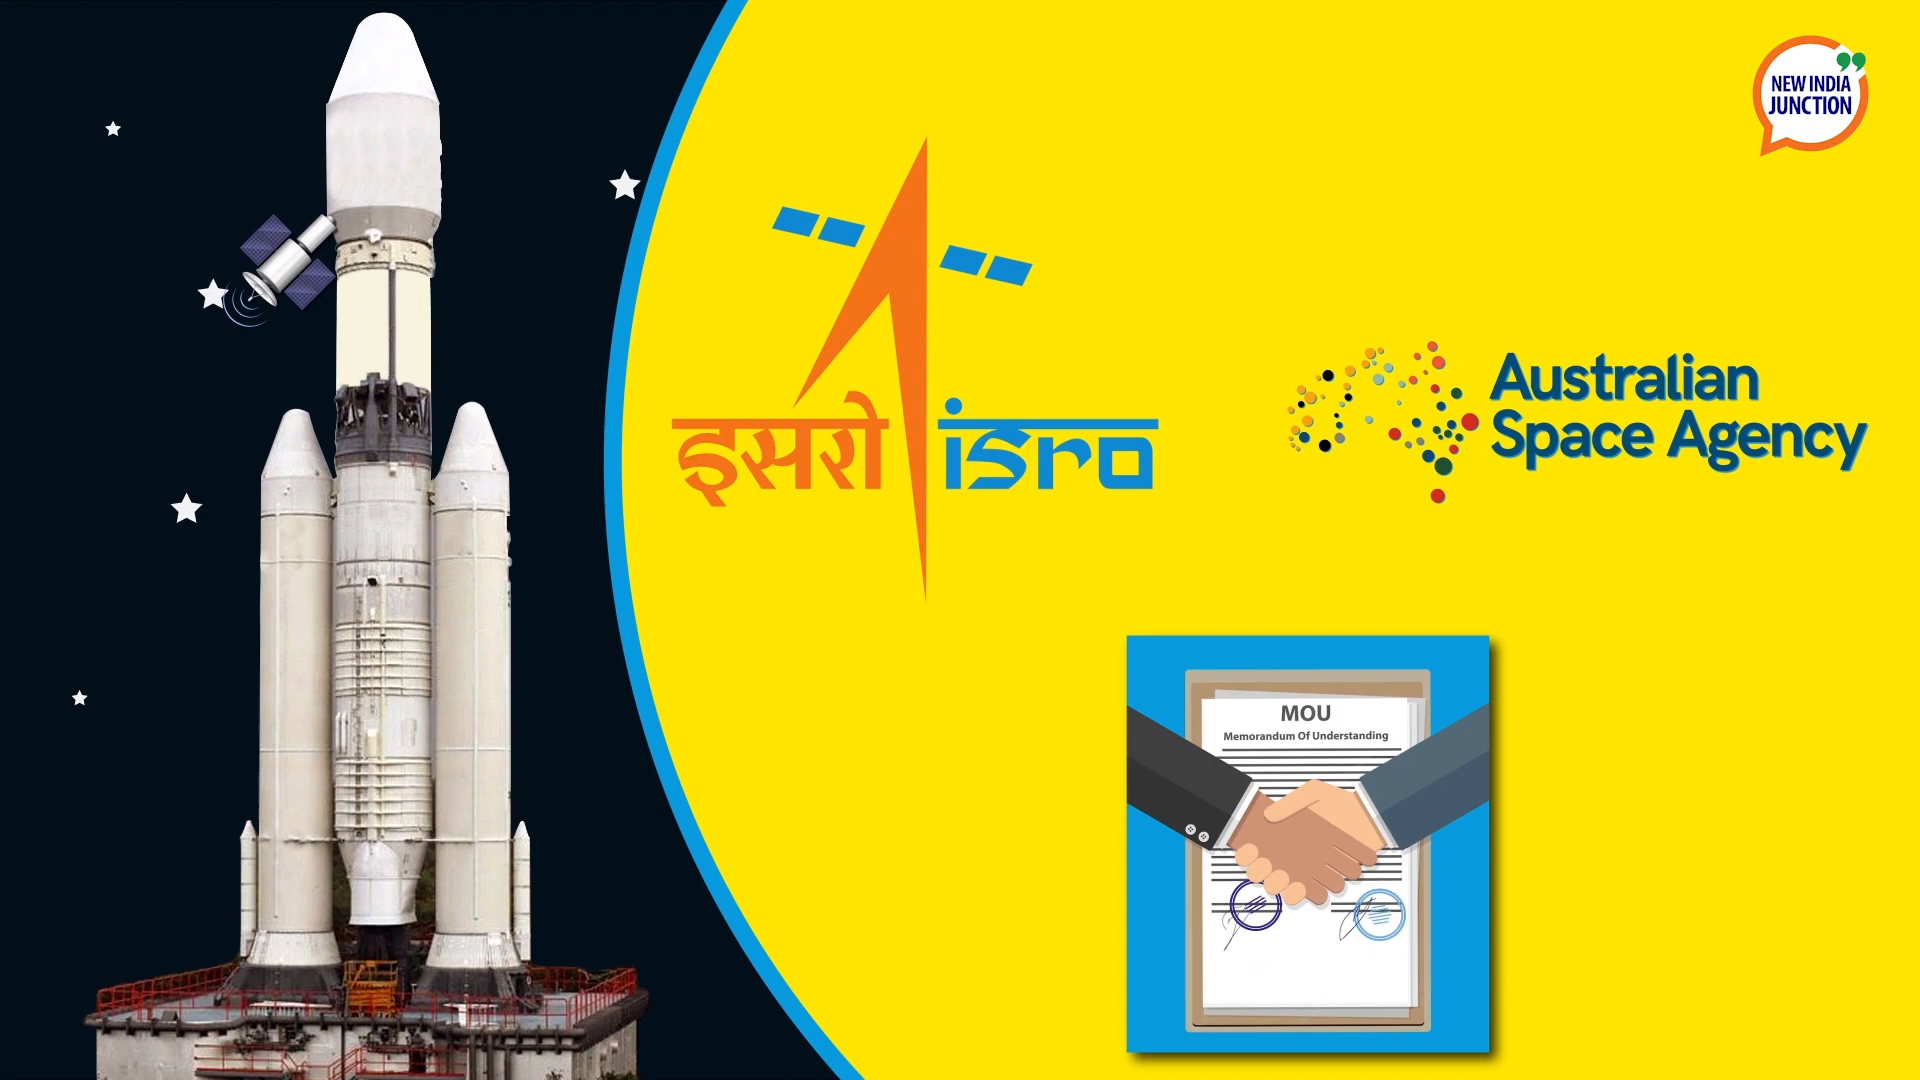 NEW INDIA
JUNCTION
इसरो isro
Australian
Space Agency
MOU
Memorandum Of Understanding